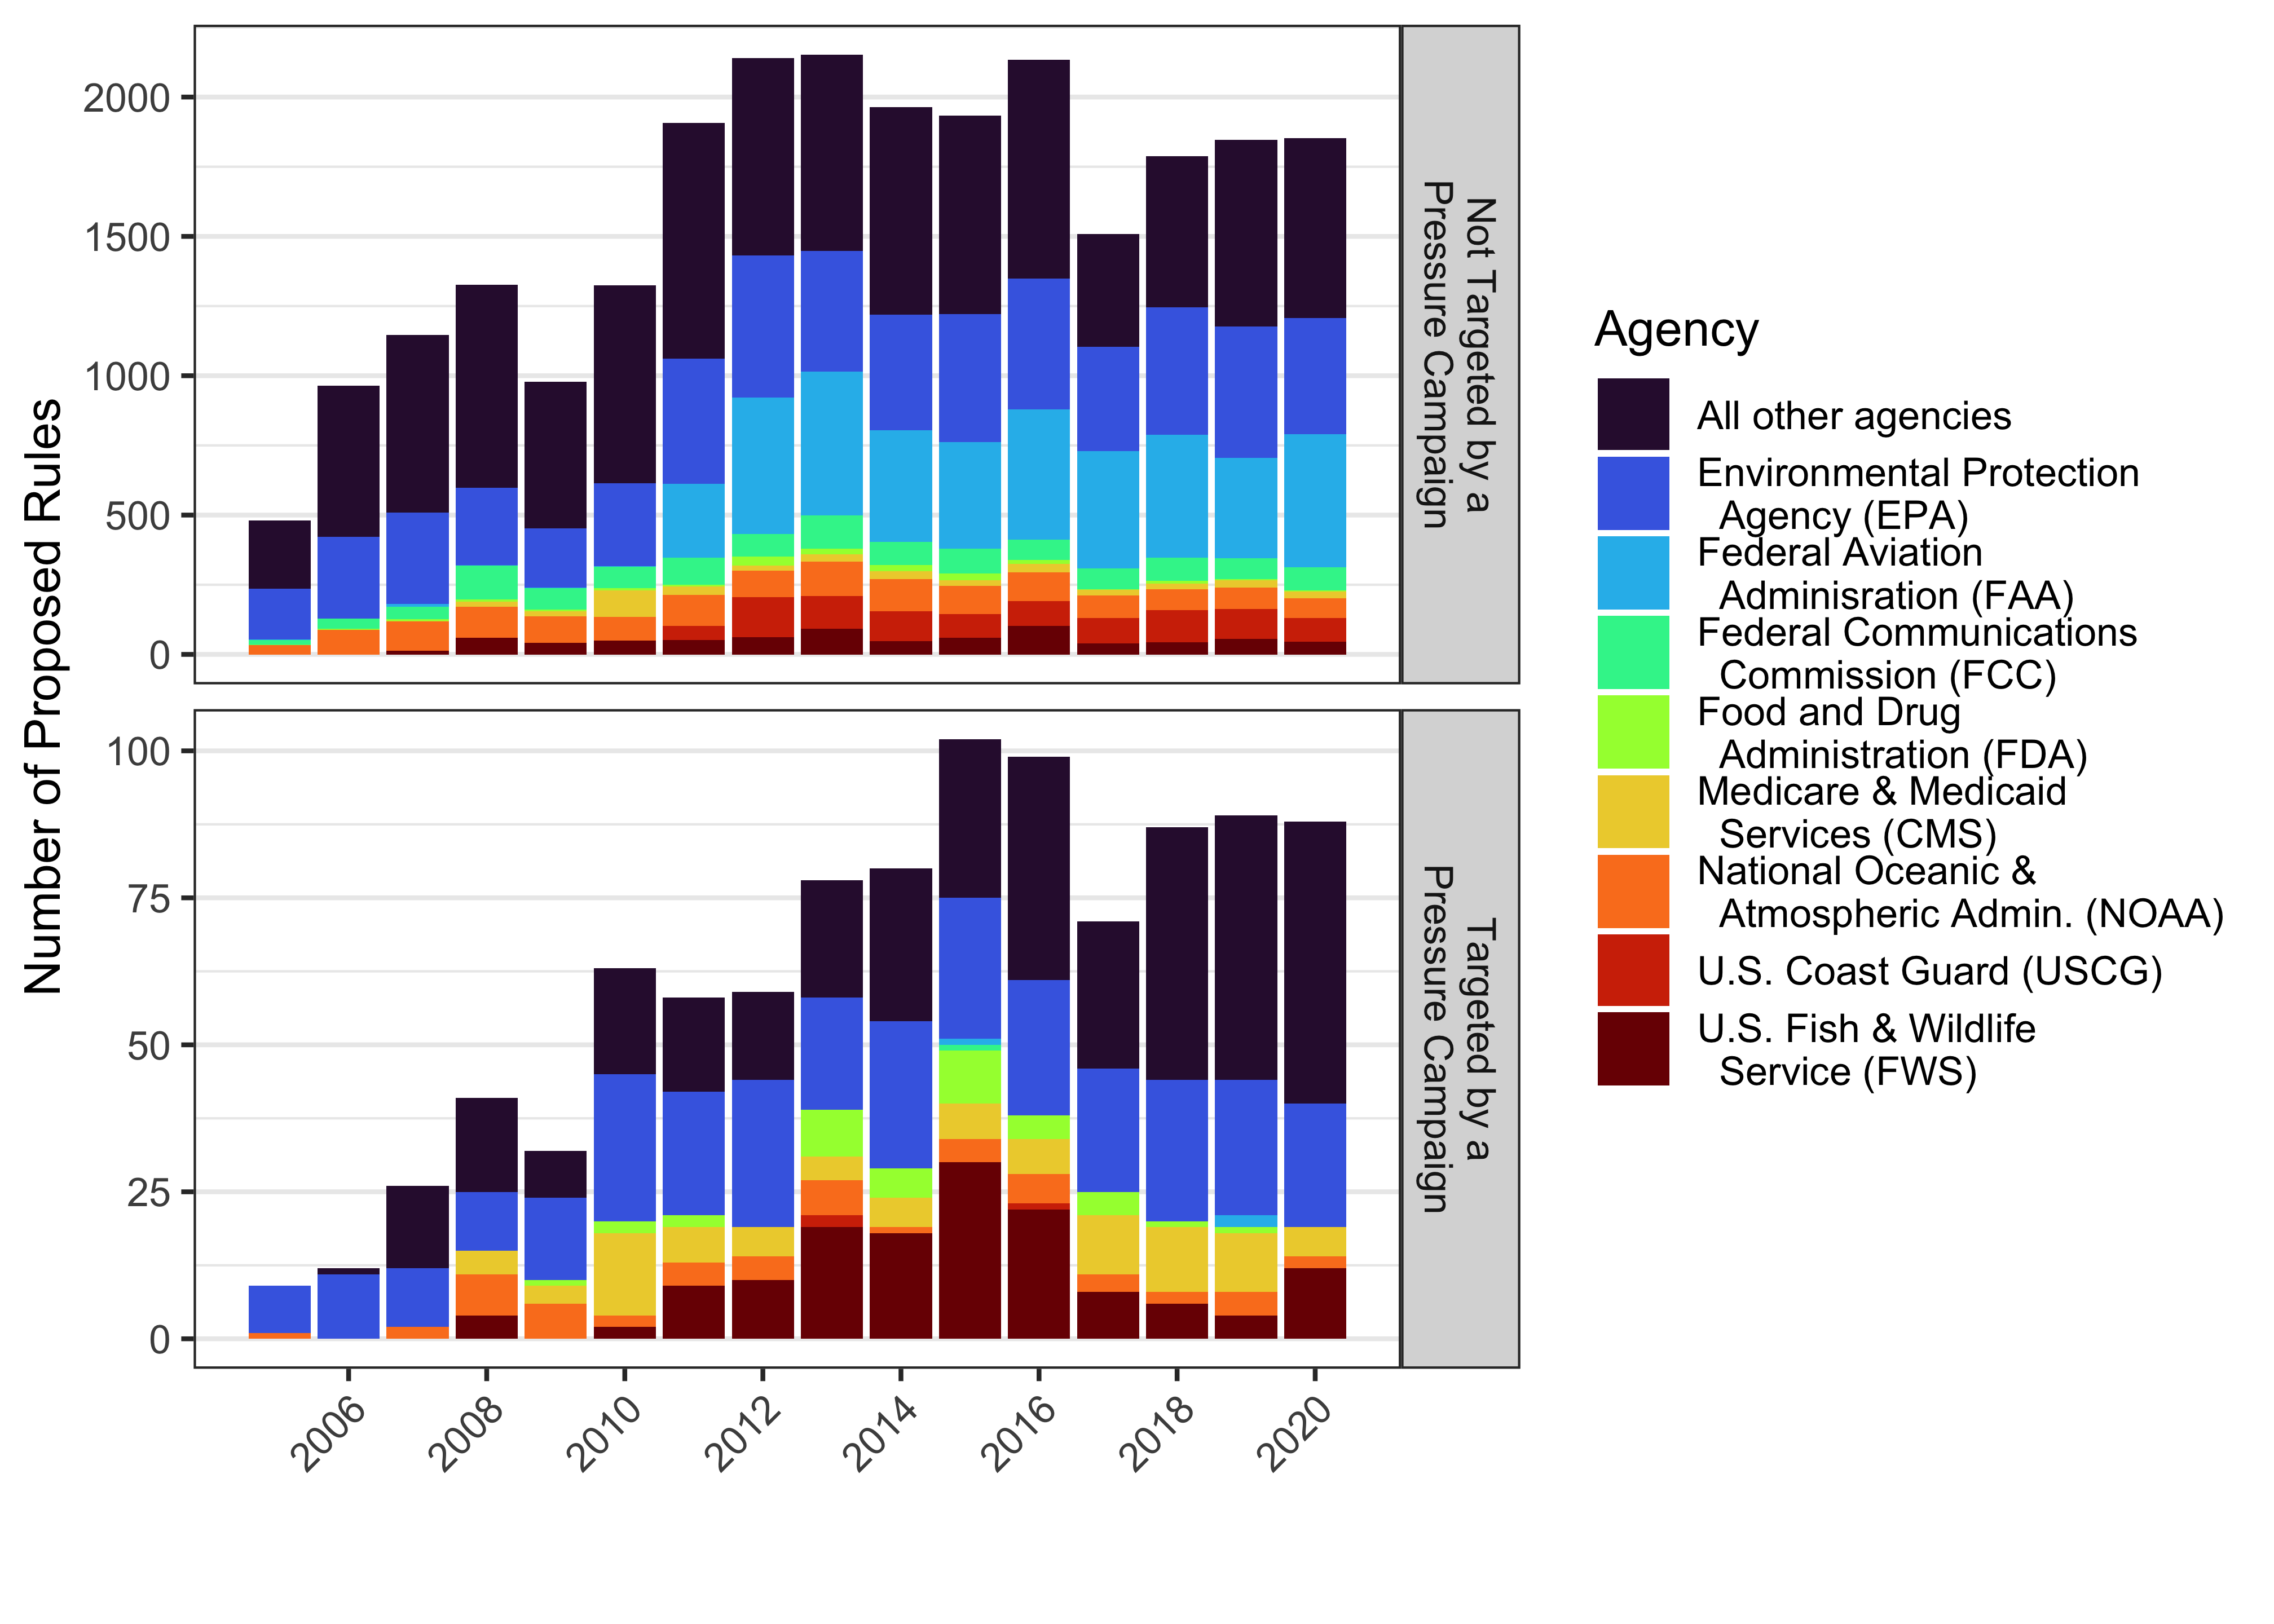 Number of Proposed Rules
2000
1500
1000
500
0
Not Targeted by a
Pressure Campaign
100
75
50
25
0
Targeted by a
Pressure Campaign
2006
2008
2010
2012
2014
2016
2018
2020
Agency
All other agencies
Environmental Protection
Agency (EPA)
Federal Aviation
Adminisration (FAA)
Federal Communications
Commission (FCC)
Food and Drug
Administration (FDA)
Medicare & Medicaid
Services (CMS)
National Oceanic &
Atmospheric Admin. (NOAA)
U.S. Coast Guard (USCG)
U.S. Fish & Wildlife
Service (FWS)